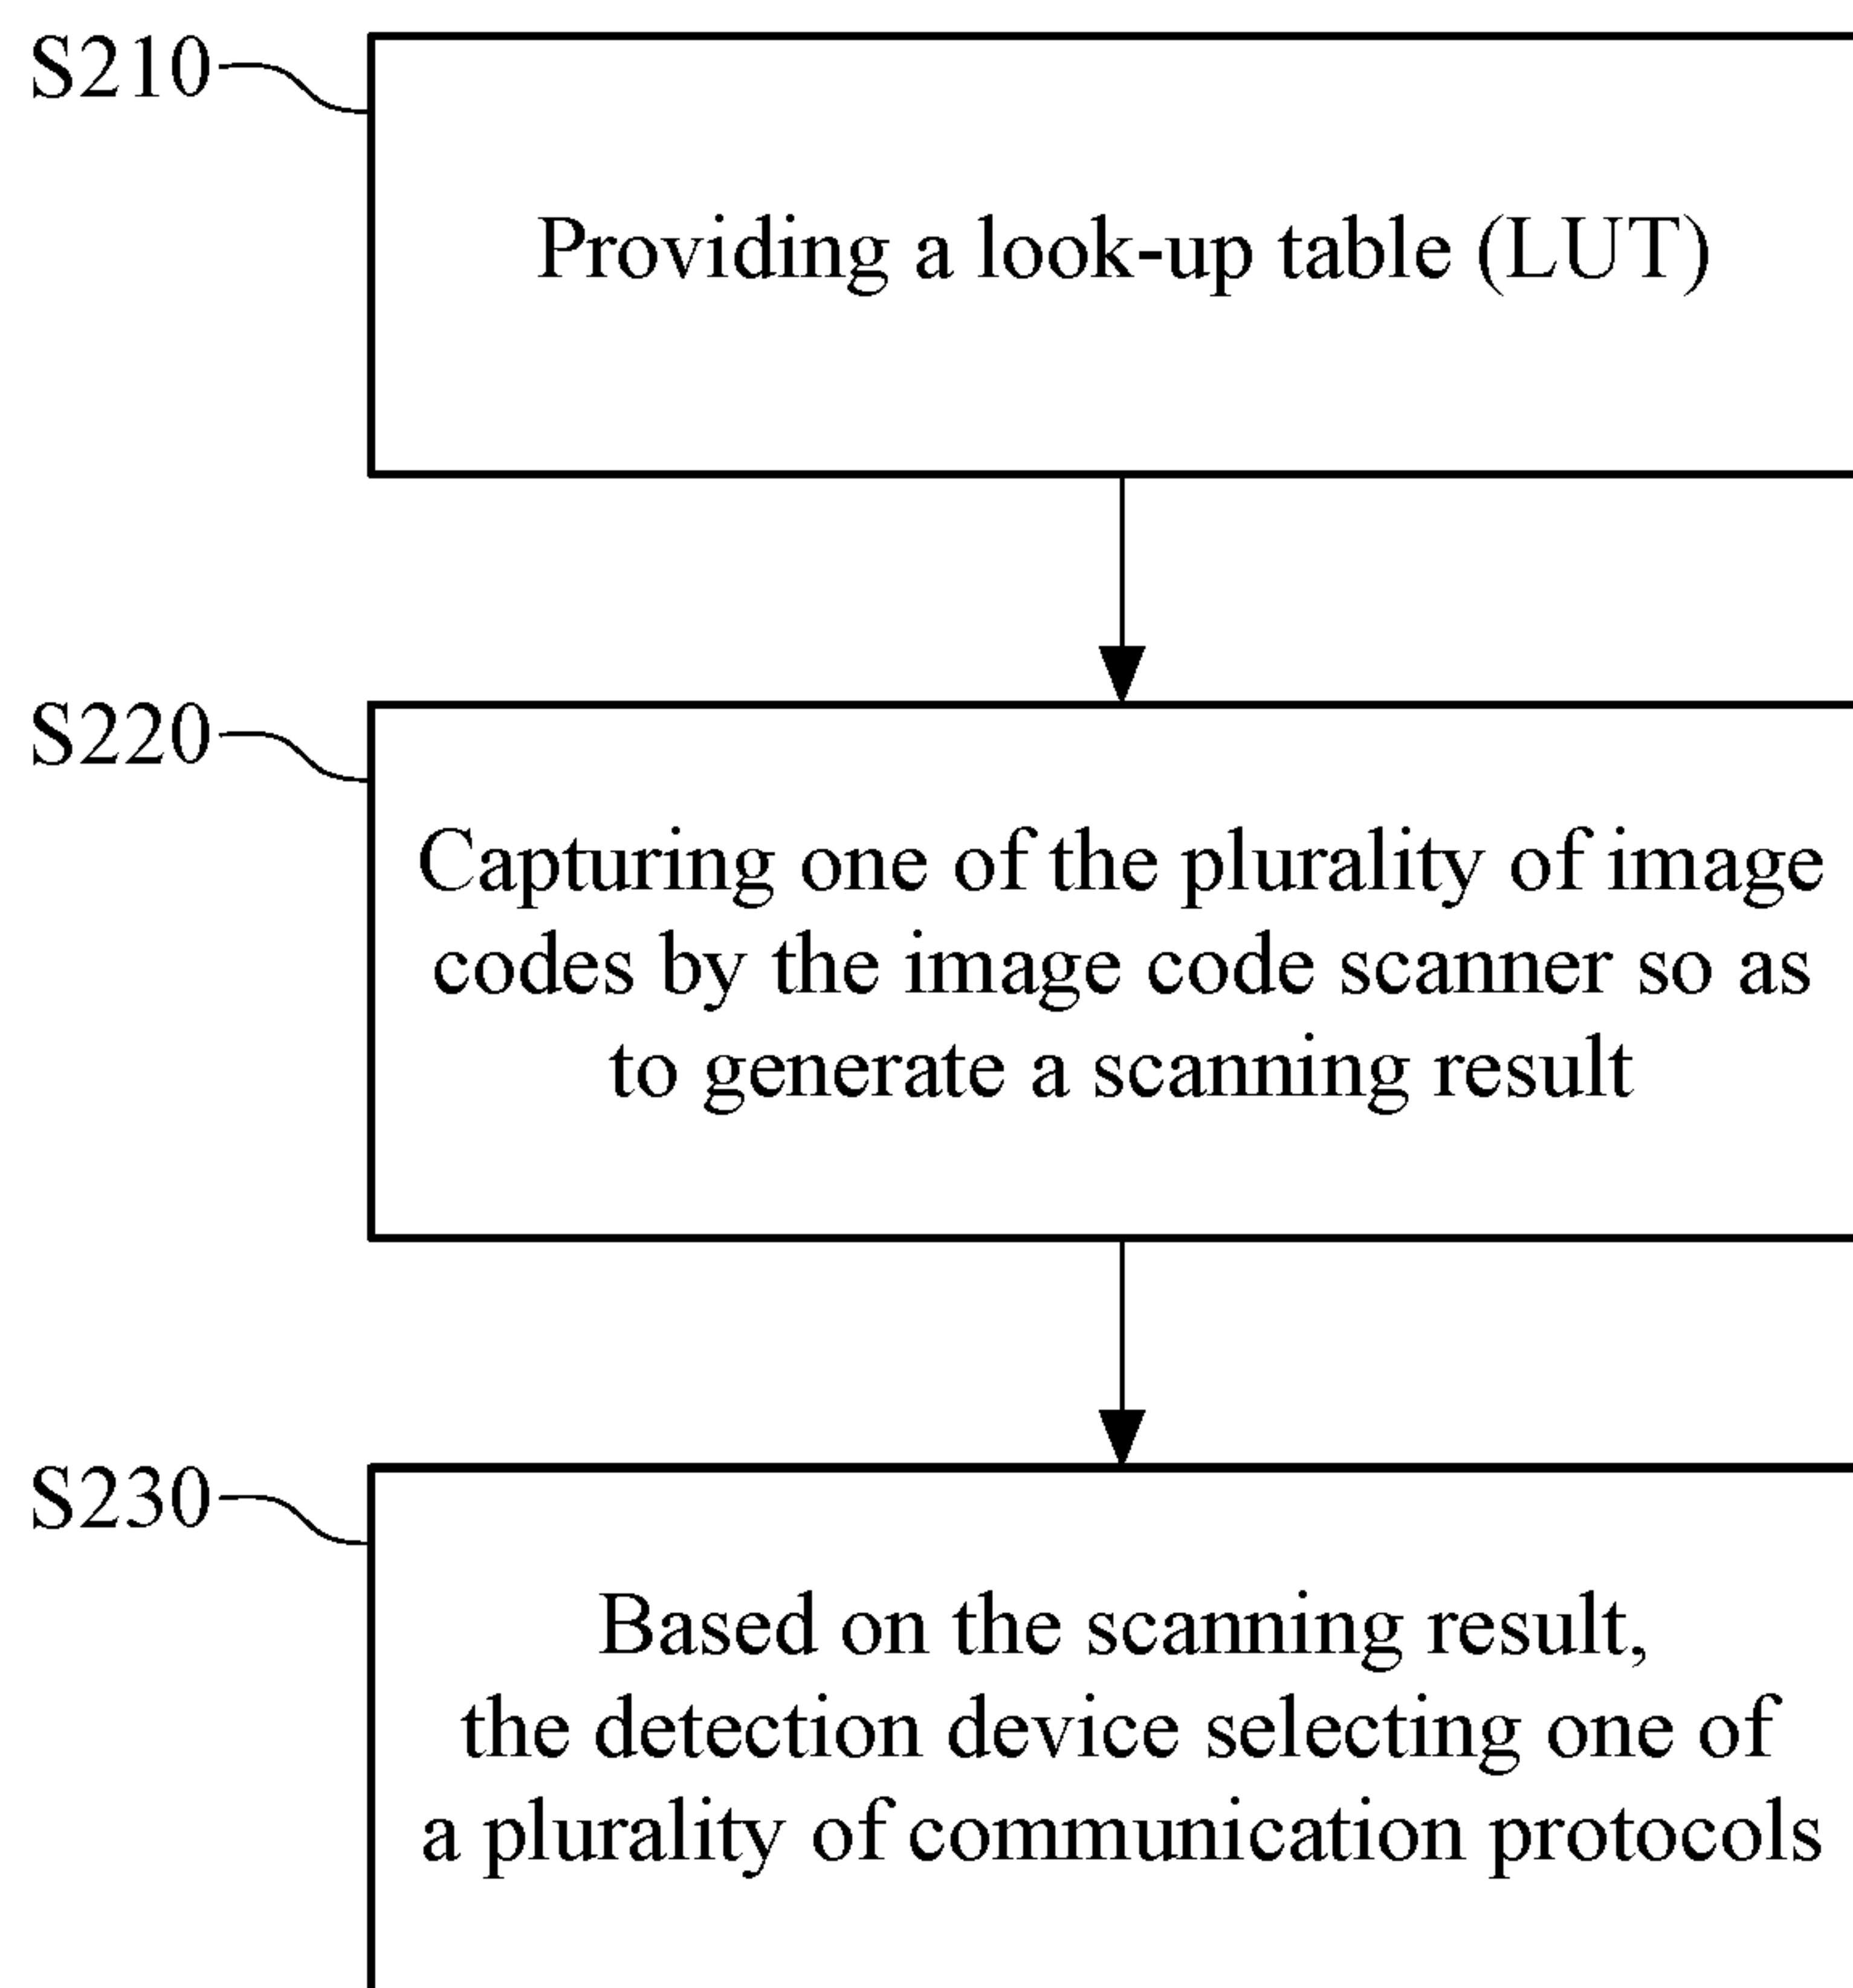 S210
Providing a look-up table (LUT)
S220
Capturing one of the plurality of image
codes by the image code scanner so as
to generate a scanning result
S230
Based on the scanning result,
the detection device selecting one of
a plurality of communication protocols